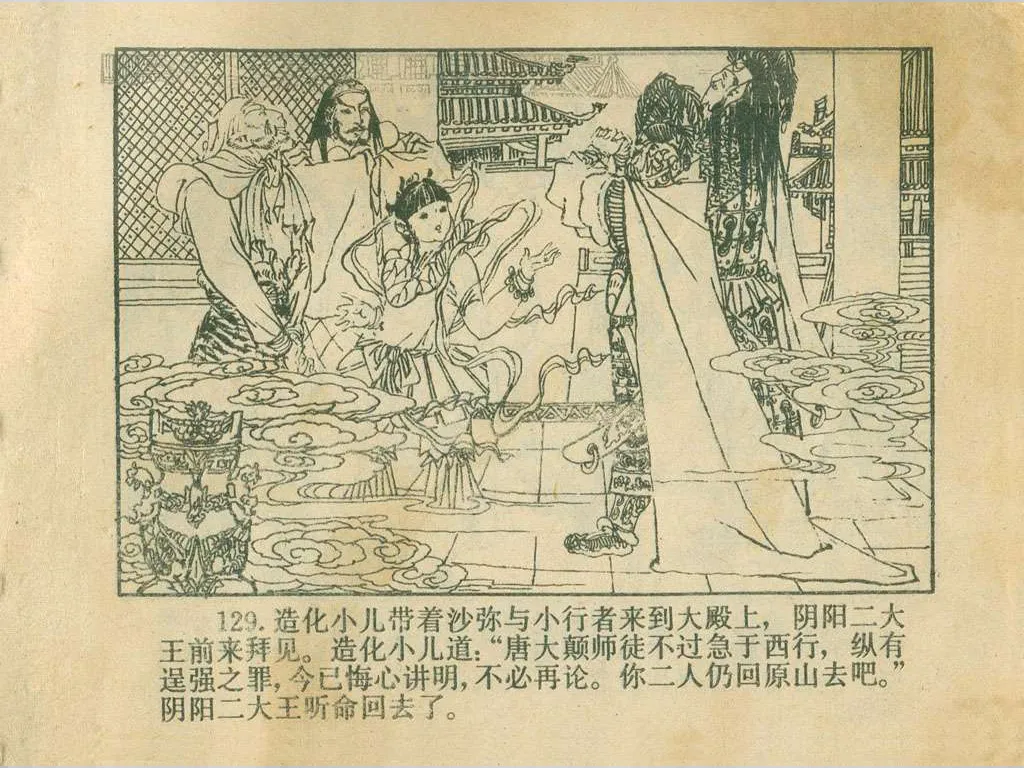 129. 造化小儿带着沙弥与小行者来到大殿上，阴阳二大
王前来拜见。造化小儿道：“唐大颠师徒不过急于西行，纵有
逞强之罪，今已悔心讲明，不必再论。你二人仍回原山去吧。”
阴阳二大王听命回去了。